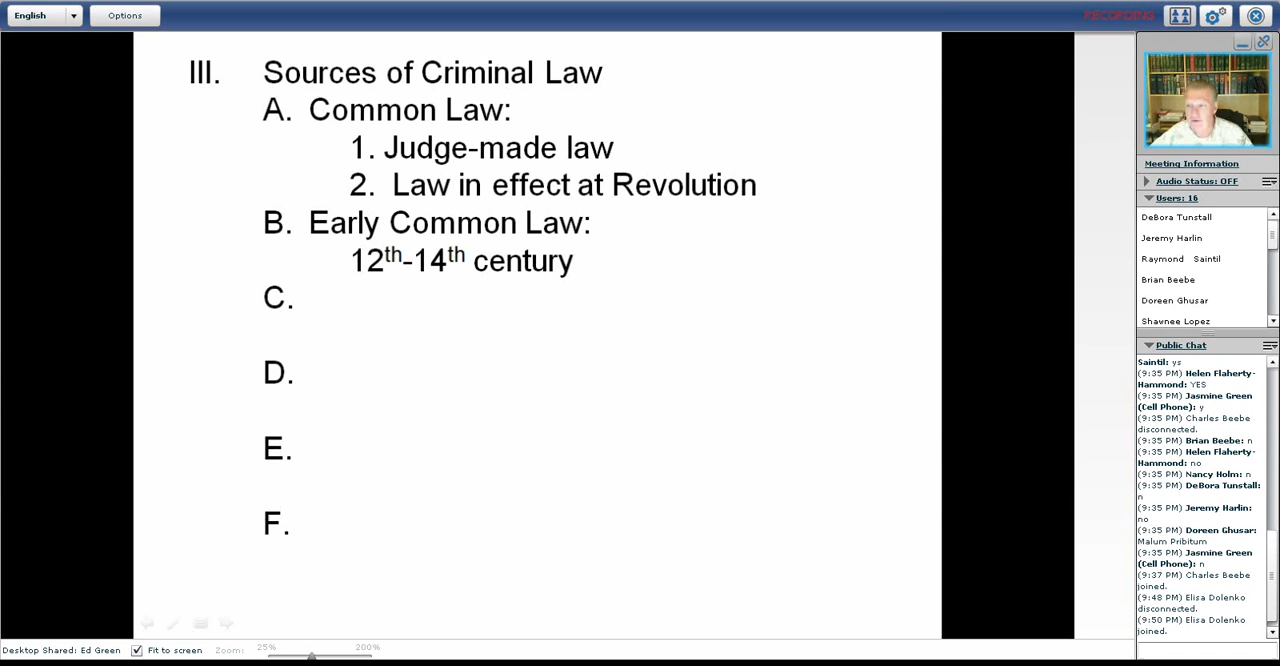 English
Options
RECORDING
III. Sources of Criminal Law
A. Common Law:
1. Judge-made law
2. Law in effect at Revolution
B. Early Common Law:
12th-14th century
C.
D.
E.
F.
Meeting Information
Audio Status: OFF
Users: 16
DeBora Tunstall
Jeremy Harlin
Raymond Saintil
Brian Beebe
Doreen Ghusar
Shawnee Lopez
Public Chat
Saintil: ys
(9:35 PM) Helen Flaherty-
Hammond: YES
(9:35 PM) Jasmine Green
(Cell Phone): y
(9:35 PM) Charles Beebe
disconnected.
(9:35 PM) Brian Beebe: n
(9:35 PM) Helen Flaherty-
Hammond: no
(9:35 PM) Nancy Holm: n
(9:35 PM) DeBora Tunstall:
n
(9:35 PM) Jeremy Harlin:
no
(9:35 PM) Doreen Ghusar:
Malum Pribitum
(9:35 PM) Jasmine Green
(Cell Phone): n
(9:37 PM) Charles Beebe
joined.
(9:48 PM) Elisa Dolenko
disconnected.
(9:50 PM) Elisa Dolenko
joined.
Desktop Shared: Ed Green
Fit to screen
Zoom:
25%
200%